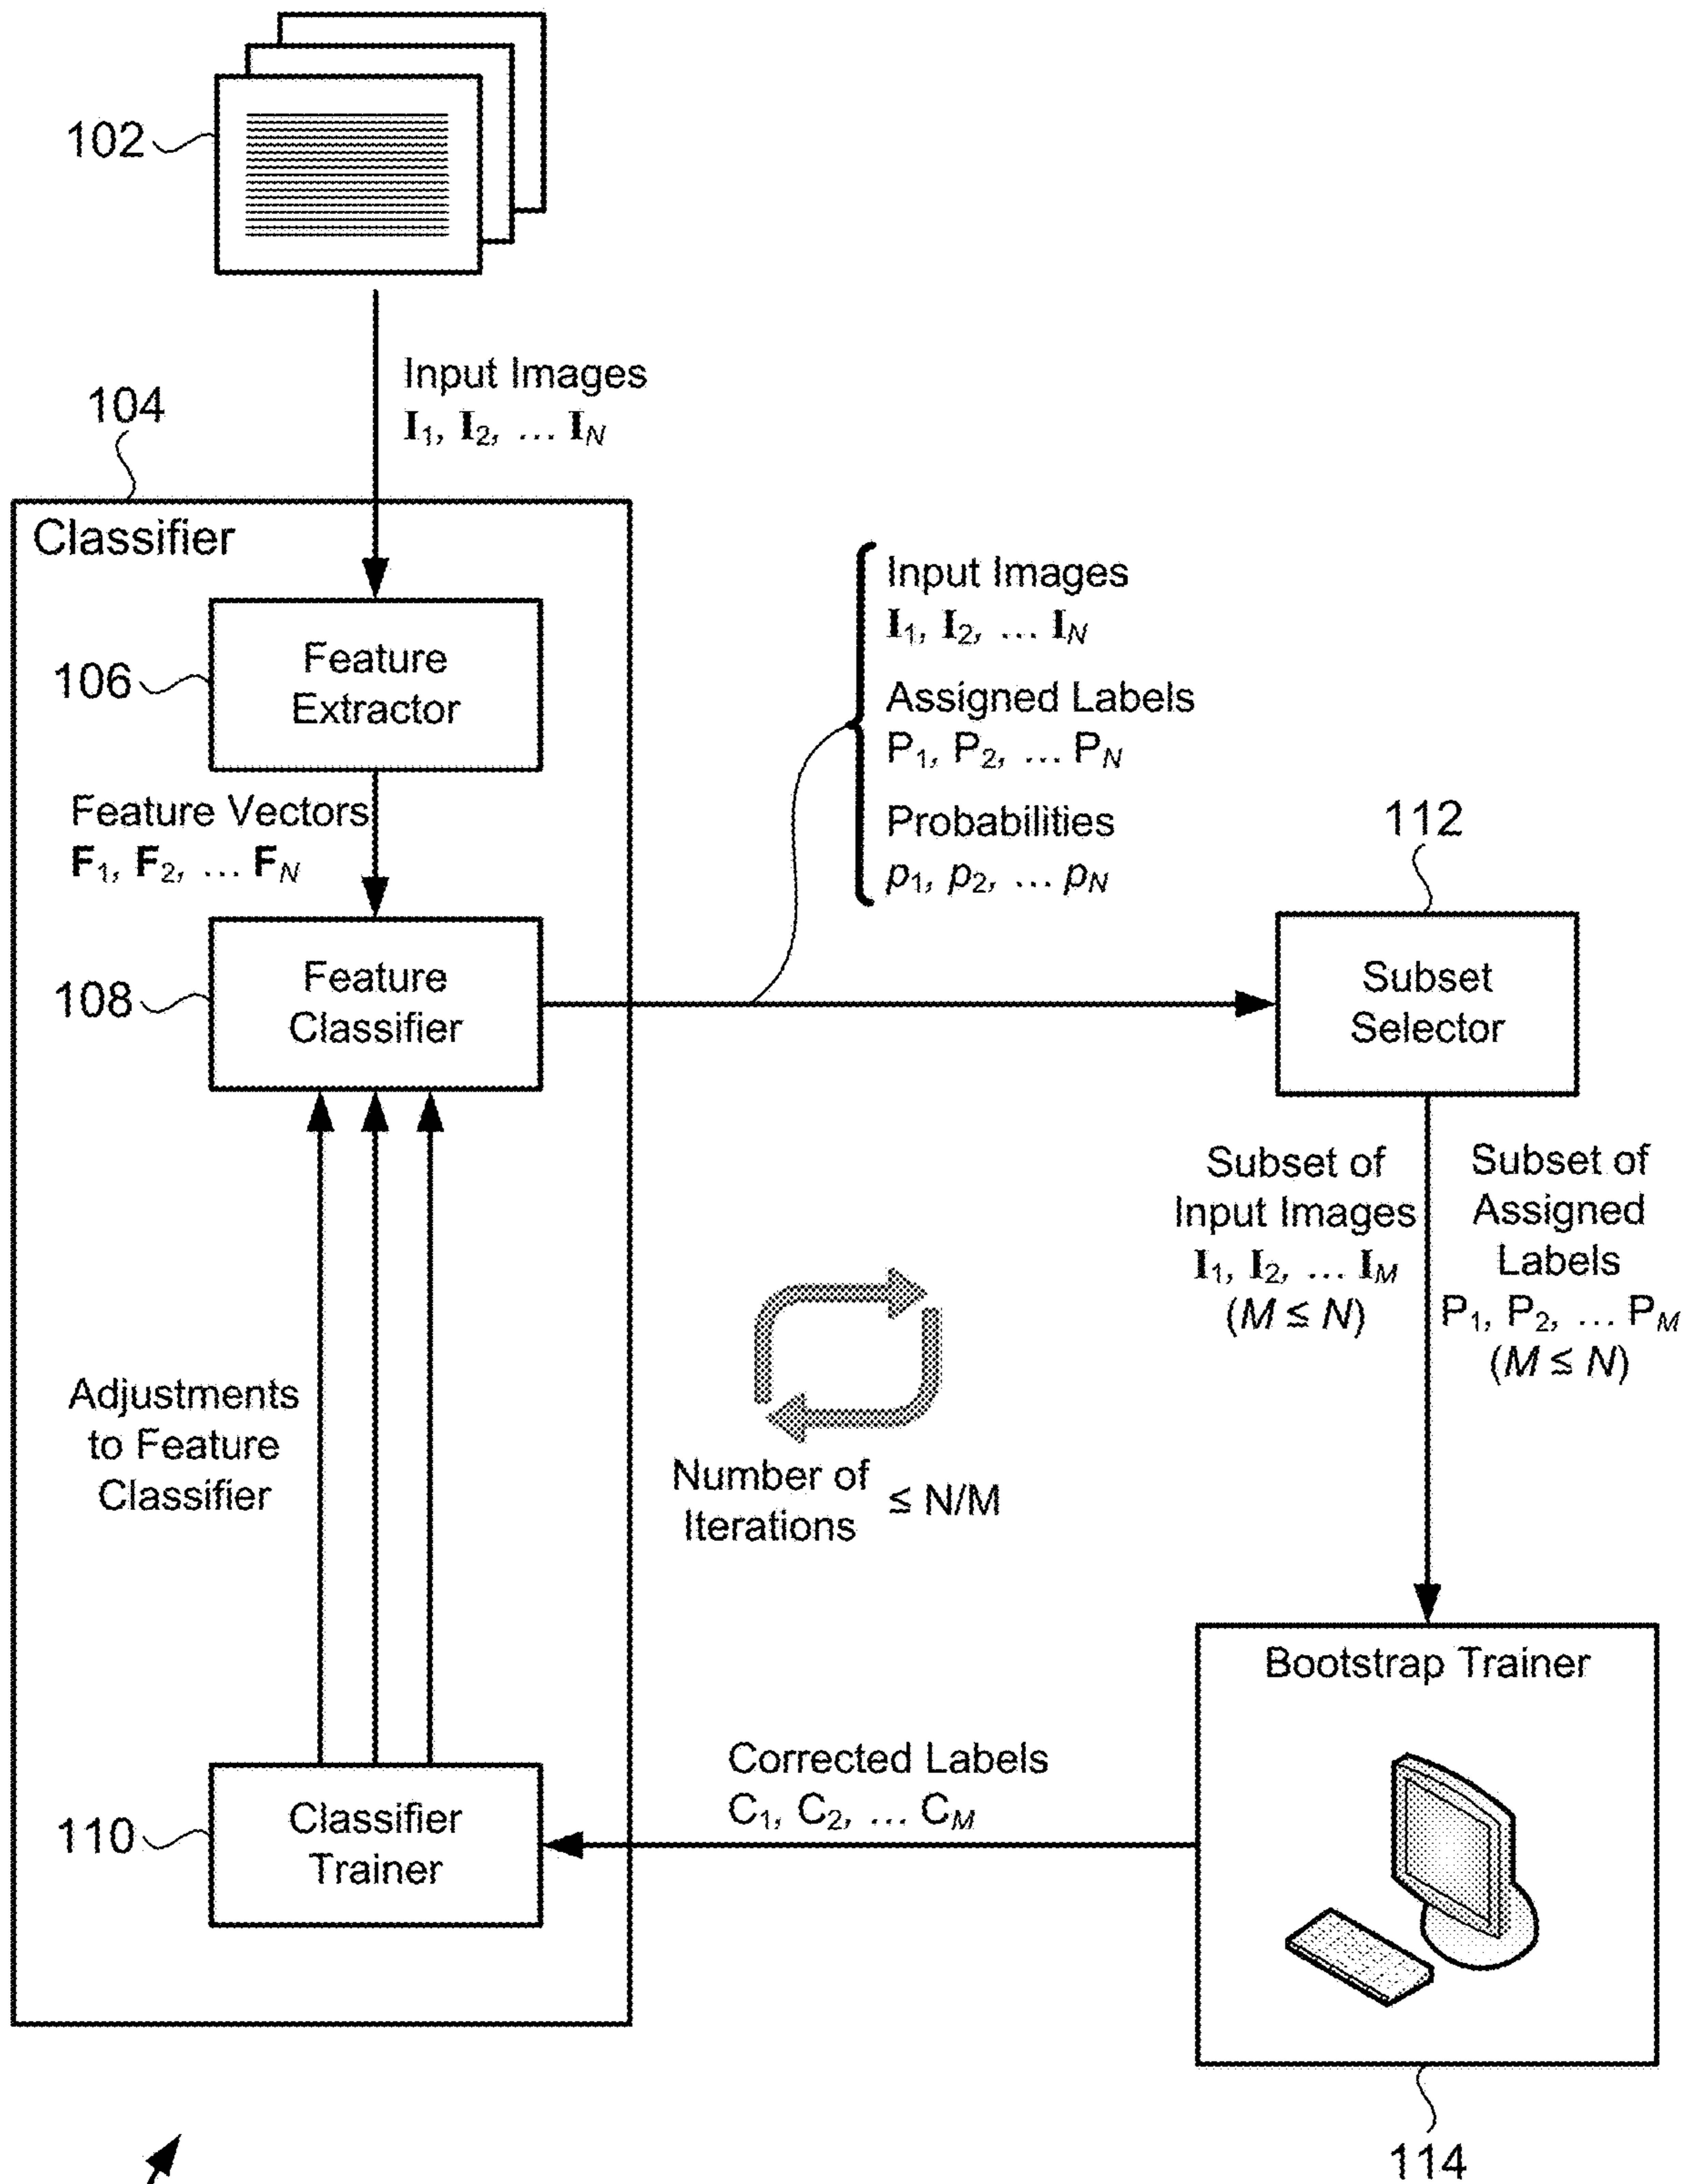 102
Input Images
I1, I2, … IN
104
Classifier
Feature
Extractor
106
Feature Vectors
F1, F2, … FN
Feature
Classifier
108
Input Images
I1, I2, … IN
Assigned Labels
P1, P2, … PN
Probabilities
p1, p2, … pN
112
Subset
Selector
Subset of
Input Images
I1, I2, … IM
(M ≤ N)
Subset of
Assigned
Labels
P1, P2, … PM
(M ≤ N)
Adjustments
to Feature
Classifier
Number of
Iterations
≤ N/M
Bootstrap Trainer
Corrected Labels
C1, C2, … CM
110
Classifier
Trainer
114